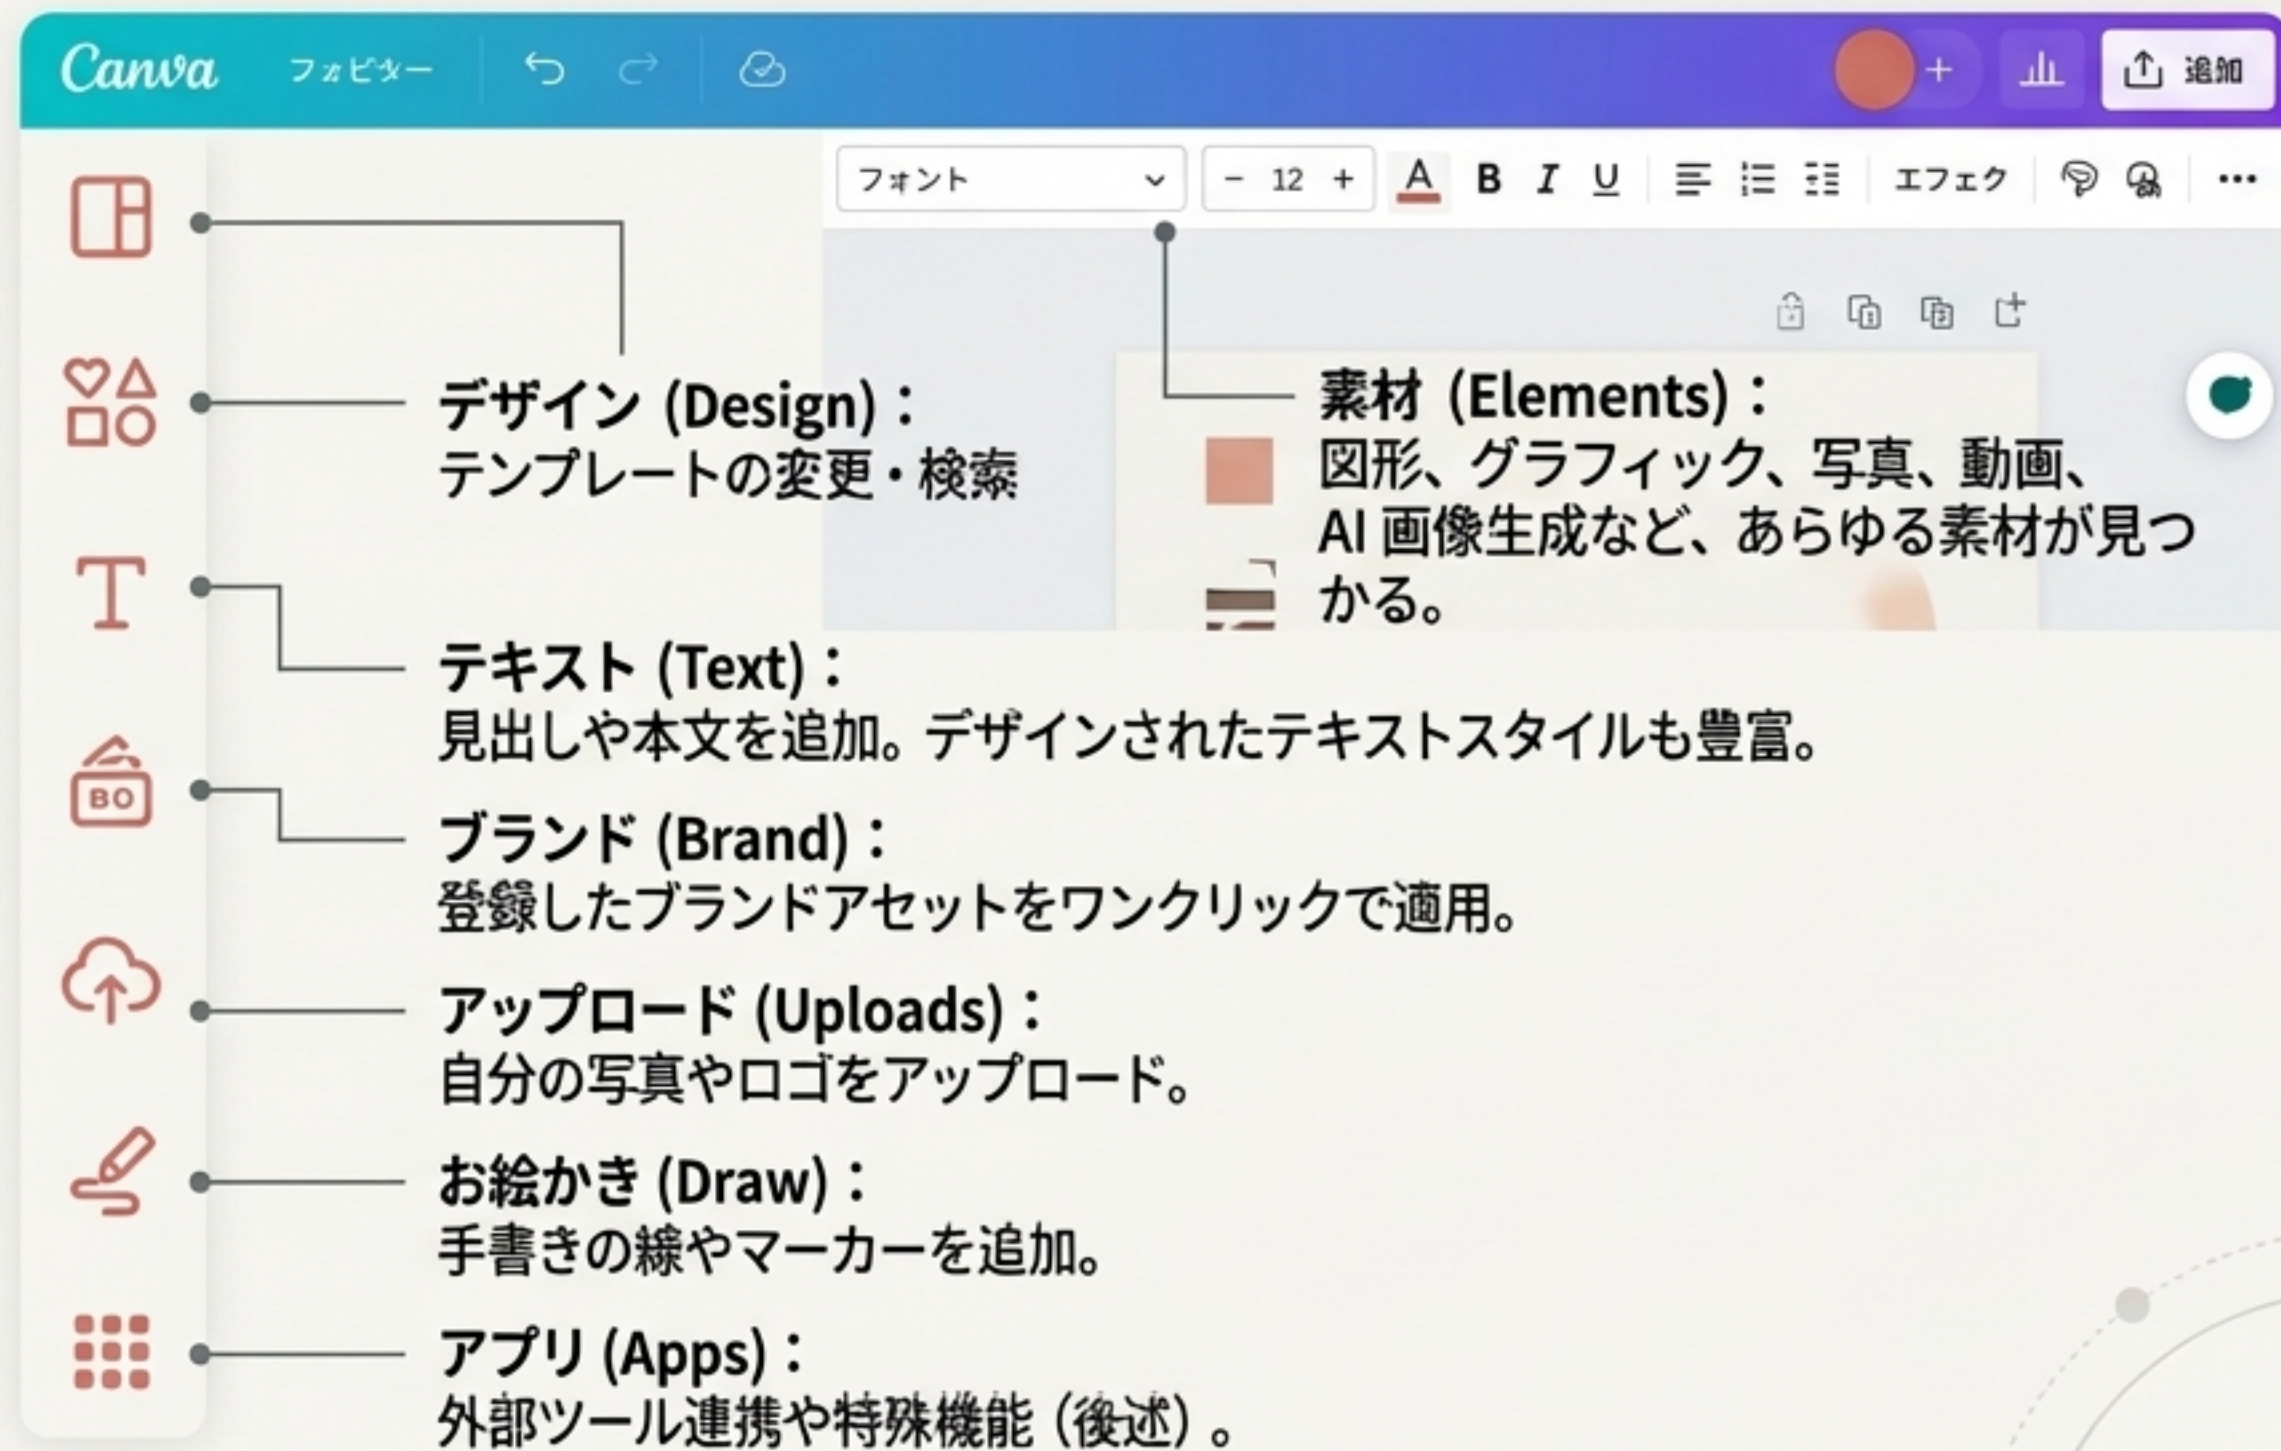 Canva
追加
フォント
12
A B I U
エフェク
デザイン (Design)：
テンプレートの変更・検索
素材 (Elements)：
図形、グラフィック、写真、動画、
AI 画像生成など、あらゆる素材が見つ
かる。
テキスト (Text)：
見出しや本文を追加。デザインされたテキストスタイルも豊富。
BO
ブランド (Brand)：
登録したブランドアセットをワンクリックで適用。
アップロード (Uploads)：
自分の写真やロゴをアップロード。
お絵かき (Draw)：
手書きの線やマーカーを追加。
アプリ (Apps)：
外部ツール連携や特殊機能（後述）。